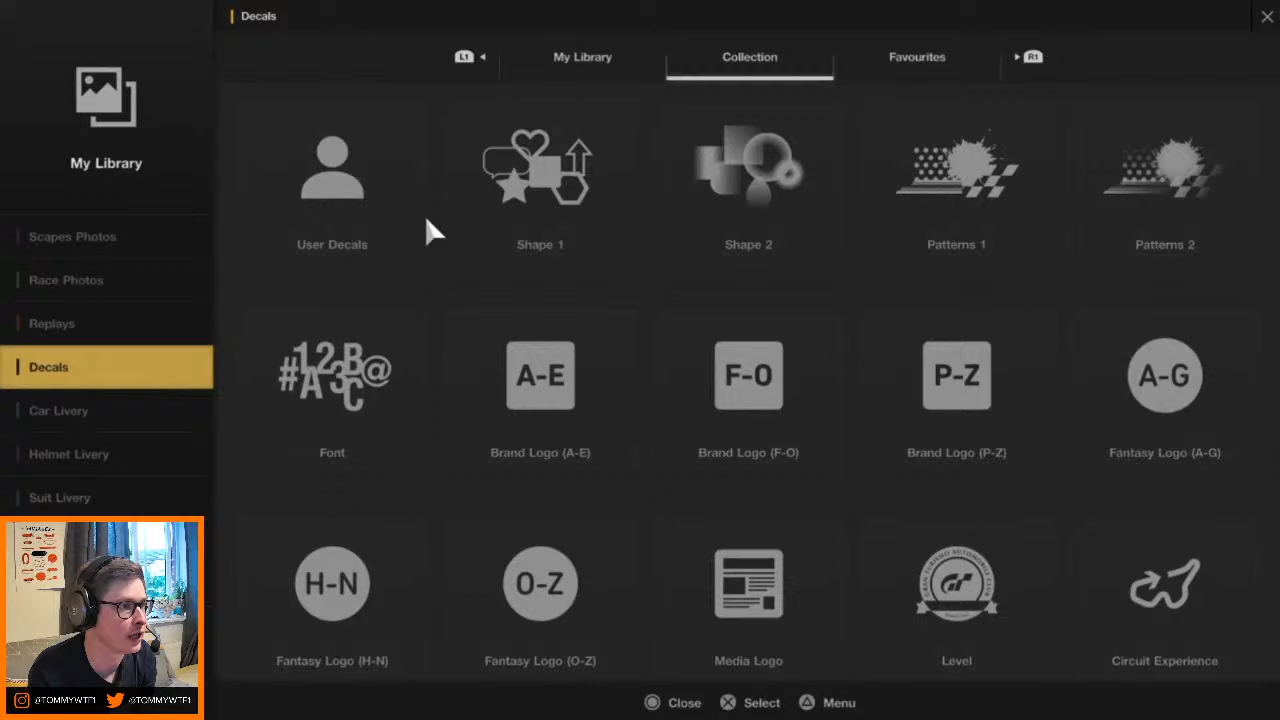 Decals
L1
My Library
Collection
Favourites
R1
My Library
Scapes Photos
Race Photos
Replays
Decals
Car Livery
Helmet Livery
Suit Livery
User Decals
Shape 1
Shape 2
Patterns 1
Patterns 2
#123BC@A
Font
A-E
Brand Logo (A-E)
F-O
Brand Logo (F-O)
P-Z
Brand Logo (P-Z)
A-G
Fantasy Logo (A-G)
H-N
Fantasy Logo (H-N)
O-Z
Fantasy Logo (O-Z)
Media Logo
GT
Level
Circuit Experience
@TOMMYWTF1
@TOMMYWTF1
Close
Select
Menu